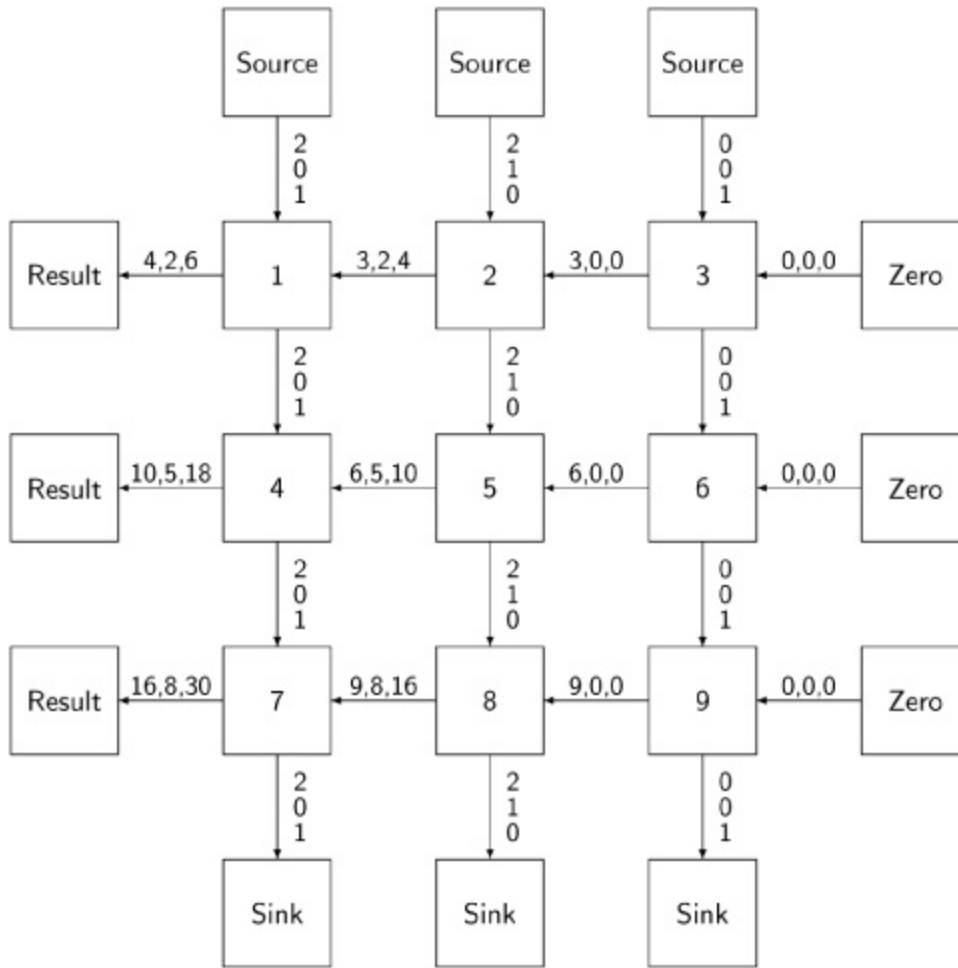 Source Source Source
2 2 0
0 1 0
1 0 1
Result 4,2,6 1 3,2,4 2 3,0,0 3 0,0,0 Zero
2 2 0
0 1 0
1 0 1
Result 10,5,18 4 6,5,10 5 6,0,0 6 0,0,0 Zero
2 2 0
0 1 0
1 0 1
Result 16,8,30 7 9,8,16 8 9,0,0 9 0,0,0 Zero
2 2 0
0 1 0
1 0 1
Sink Sink Sink